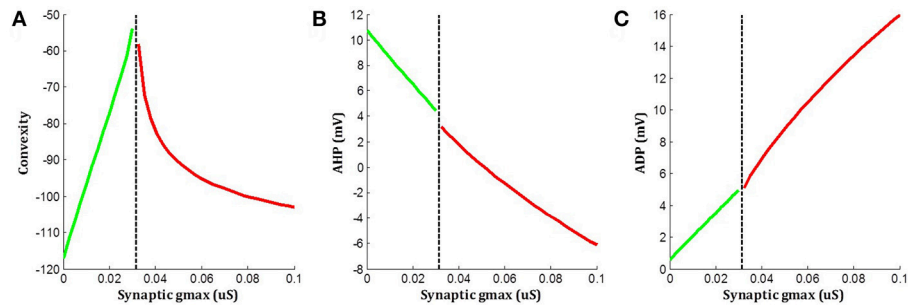 A
-50
-60
-70
-80
-90
-100
-110
-120
Convexity
0 0.02 0.04 0.06 0.08 0.1
Synaptic gmax (uS)
B
12
10
8
6
4
2
0
-2
-4
-6
-8
AHP (mV)
0 0.02 0.04 0.06 0.08 0.1
Synaptic gmax (uS)
C
16
14
12
10
8
6
4
2
0
ADP (mV)
0 0.02 0.04 0.06 0.08 0.1
Synaptic gmax (uS)